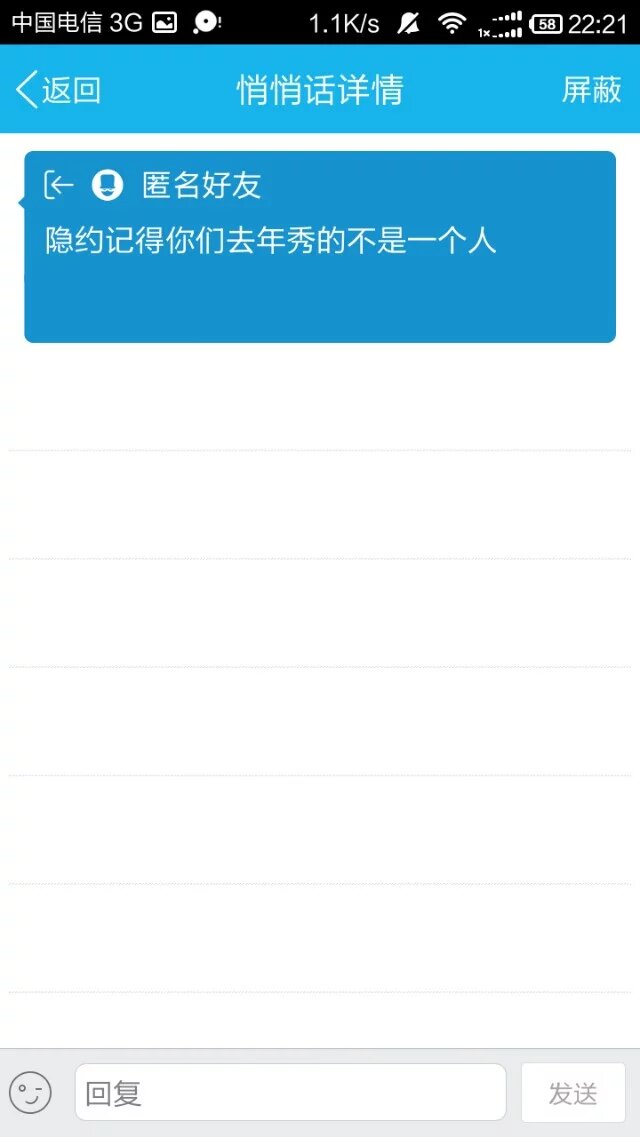 中国电信 3G 1.1K/s 1x 58 22:21
返回 悄悄话详情 屏蔽
匿名好友
隐约记得你们去年秀的不是一个人
回复 发送